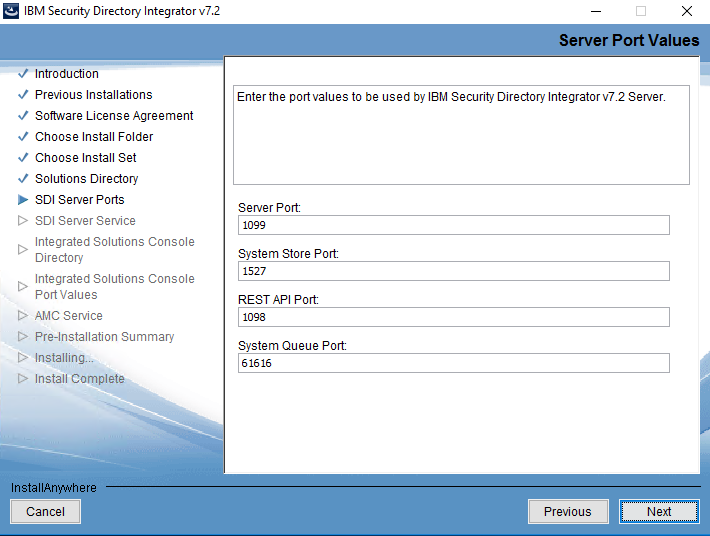 IBM Security Directory Integrator v7.2
Server Port Values
Introduction
Previous Installations
Software License Agreement
Choose Install Folder
Choose Install Set
Solutions Directory
SDI Server Ports
SDI Server Service
Integrated Solutions Console
Directory
Integrated Solutions Console
Port Values
AMC Service
Pre-Installation Summary
Installing...
Install Complete
Enter the port values to be used by IBM Security Directory Integrator v7.2 Server.
Server Port:
1099
System Store Port:
1527
REST API Port:
1098
System Queue Port:
61616
InstallAnywhere
Cancel
Previous
Next